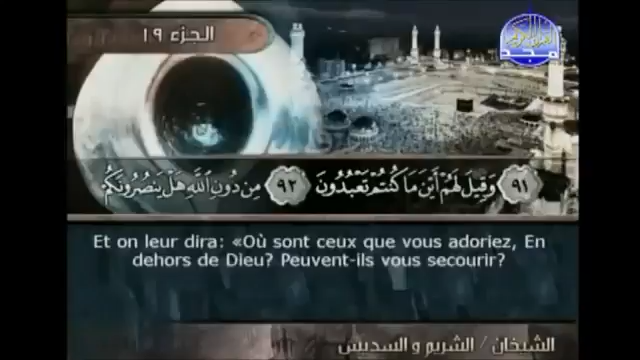 الجزء ١٩
مجد
٩١ وَقِيلَ لَهُمْ أَيْنَ مَا كُنتُمْ تَعْبُدُونَ ٩٢ مِن دُونِ اللَّهِ هَلْ يَنصُرُونَكُمْ
Et on leur dira: «Où sont ceux que vous adoriez, En
dehors de Dieu? Peuvent-ils vous secourir?
الشيخان / الشريم و السديس